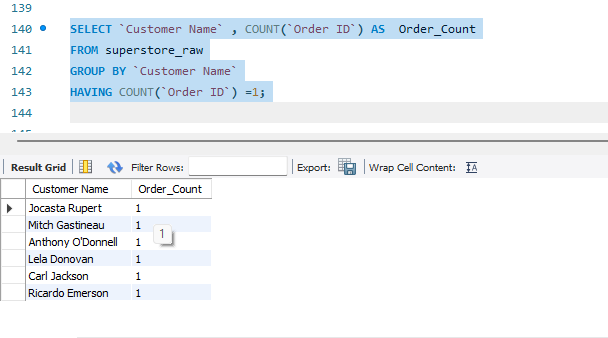 139
140 SELECT `Customer Name` , COUNT(`Order ID`) AS  Order_Count
141 FROM superstore_raw
142 GROUP BY `Customer Name`
143 HAVING COUNT(`Order ID`) =1;
144
Result Grid Filter Rows: Export: Wrap Cell Content: IA
Customer Name Order_Count
Jocasta Rupert 1
Mitch Gastineau 1
1
Anthony O'Donnell 1
Lela Donovan 1
Carl Jackson 1
Ricardo Emerson 1